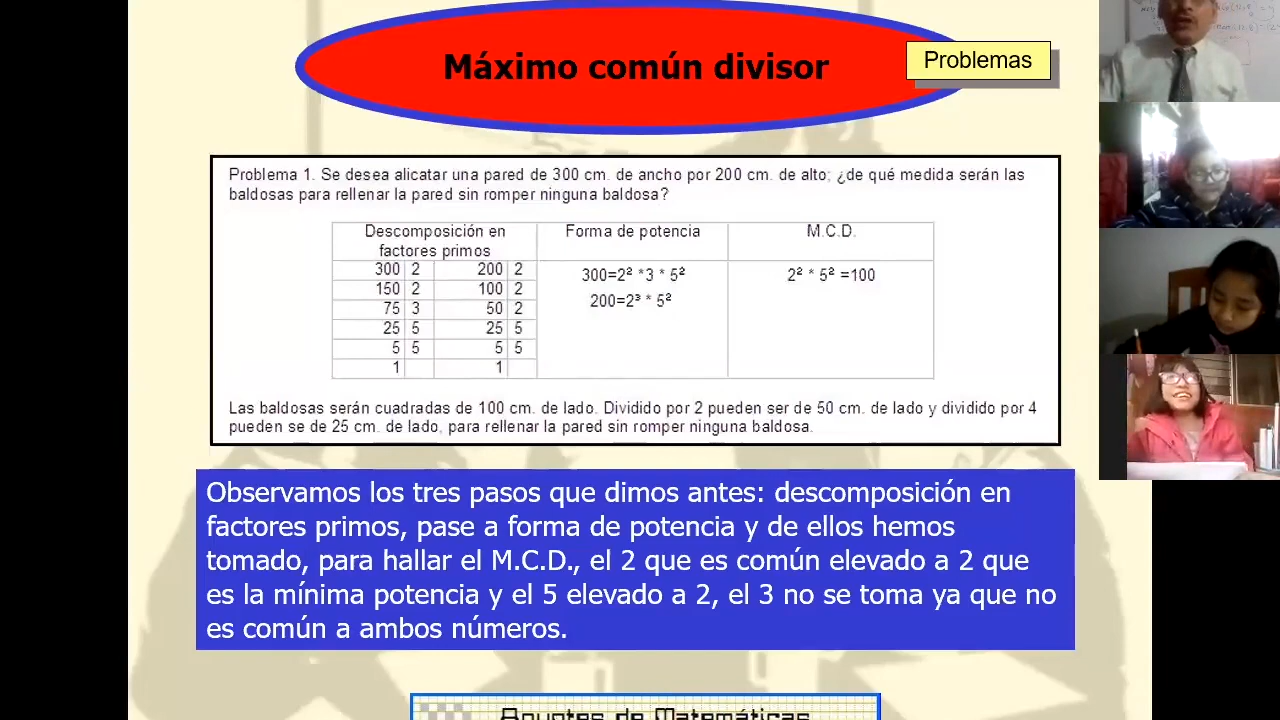 Máximo común divisor
Problemas
Problema 1. Se desea alicatar una pared de 300 cm. de ancho por 200 cm. de alto; ¿de qué medida serán las
baldosas para rellenar la pared sin romper ninguna baldosa?
Descomposición en
factores primos
Forma de potencia
M.C.D.
300 2 200 2
150 2 100 2
75 3 50 2
25 5 25 5
5 5 5 5
1 1
300=2² *3 * 5²
200=2³ * 5²
2² * 5² =100
Las baldosas serán cuadradas de 100 cm. de lado. Dividido por 2 pueden ser de 50 cm. de lado y dividido por 4
pueden se de 25 cm. de lado, para rellenar la pared sin romper ninguna baldosa.
Observamos los tres pasos que dimos antes: descomposición en
factores primos, pase a forma de potencia y de ellos hemos
tomado, para hallar el M.C.D., el 2 que es común elevado a 2 que
es la mínima potencia y el 5 elevado a 2, el 3 no se toma ya que no
es común a ambos números.
Apuntes de Matemáticas